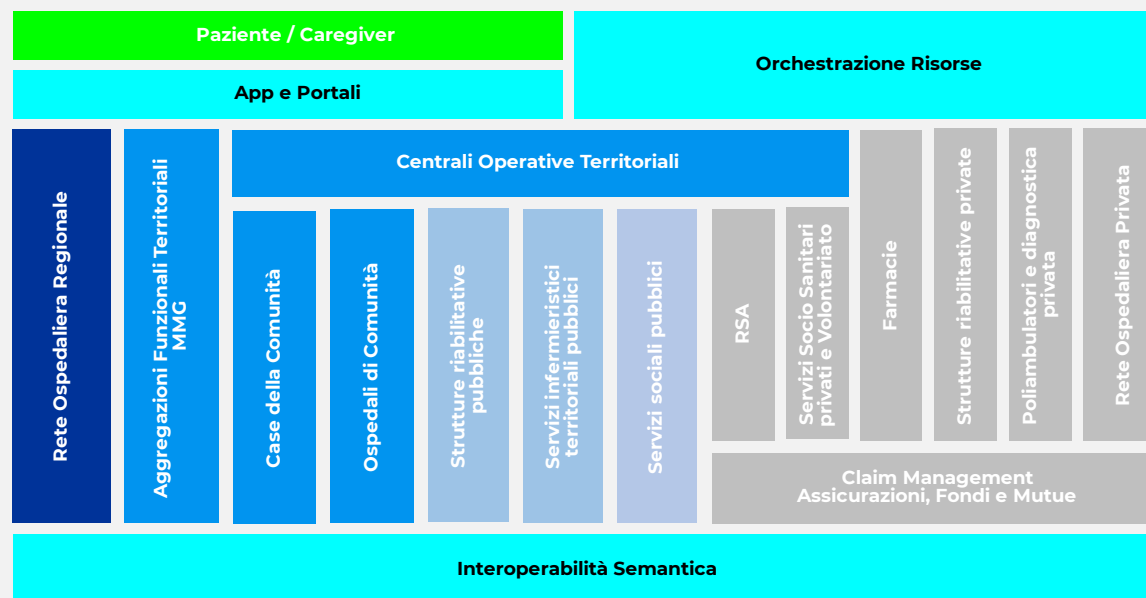 Paziente / Caregiver
Orchestrazione Risorse
App e Portali
Rete Ospedaliera Regionale
Aggregazioni Funzionali Territoriali
MMG
Centrali Operative Territoriali
Case della Comunità
Ospedali di Comunità
Strutture riabilitative
pubbliche
Servizi infermieristici
territoriali pubblici
Servizi sociali pubblici
RSA
Servizi Socio Sanitari
privati e Volontariato
Farmacie
Strutture riabilitative private
Poliambulatori e diagnostica
privata
Rete Ospedaliera Privata
Claim Management
Assicurazioni, Fondi e Mutue
Interoperabilità Semantica